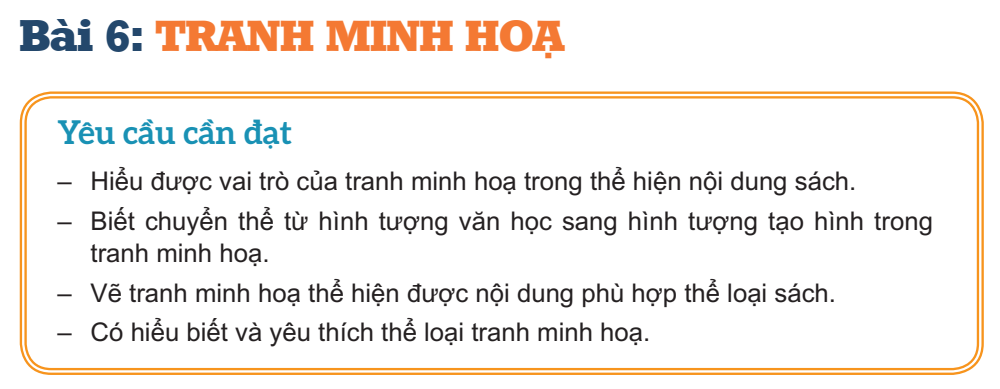 Bài 6: TRANH MINH HOẠ
Yêu cầu cần đạt
– Hiểu được vai trò của tranh minh hoạ trong thể hiện nội dung sách.
– Biết chuyển thể từ hình tượng văn học sang hình tượng tạo hình trong
tranh minh hoạ.
– Vẽ tranh minh hoạ thể hiện được nội dung phù hợp thể loại sách.
– Có hiểu biết và yêu thích thể loại tranh minh hoạ.